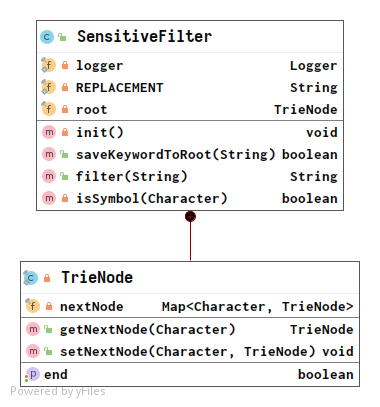 SensitiveFilter
logger Logger
REPLACEMENT String
root TrieNode
init() void
saveKeywordToRoot(String) boolean
filter(String) String
isSymbol(Character) boolean
TrieNode
nextNode Map<Character, TrieNode>
getNextNode(Character) TrieNode
setNextNode(Character, TrieNode) void
end boolean
Powered by yFiles